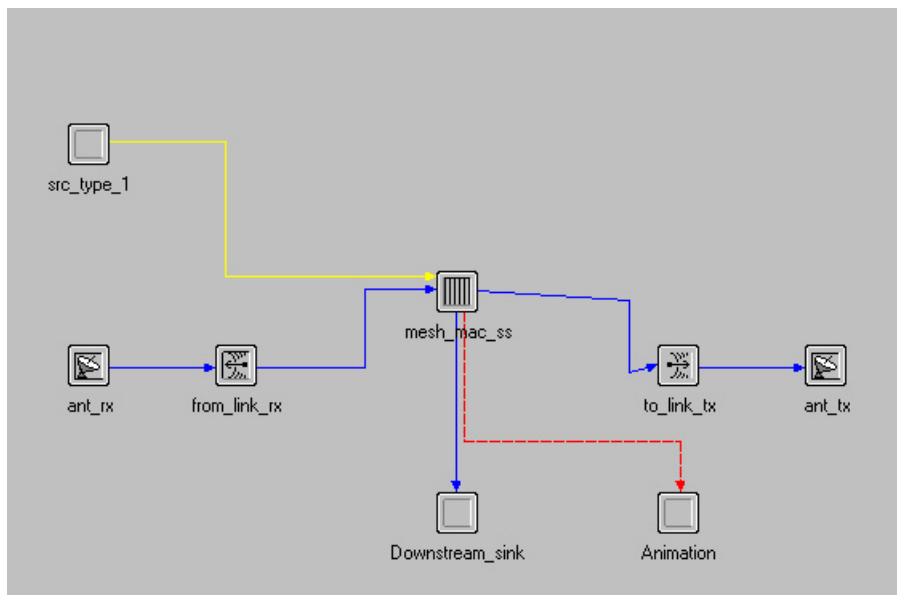 src_type_1
mesh_mac_ss
ant_rx
from_link_rx
to_link_tx
ant_tx
Downstream_sink
Animation